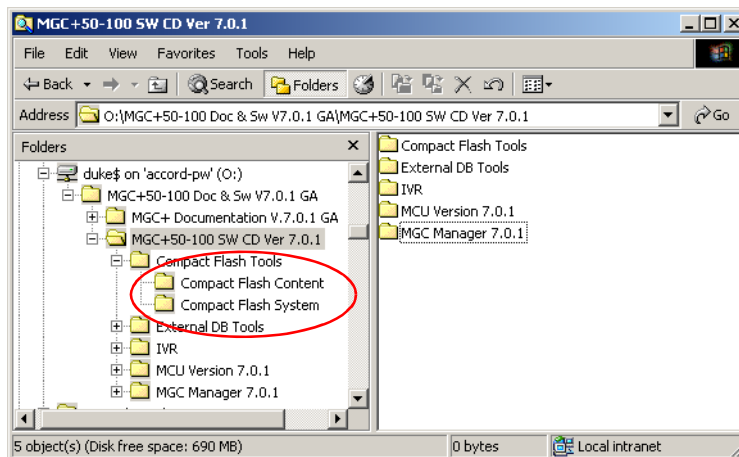 MGC+50-100 SW CD Ver 7.0.1
File Edit View Favorites Tools Help
Back Search Folders
Address O:\MGC+50-100 Doc & Sw V7.0.1 GA\MGC+50-100 SW CD Ver 7.0.1 Go
Folders
duke$ on 'accord-pw' (O:)
MGC+50-100 Doc & Sw V7.0.1 GA
MGC+ Documentation V.7.0.1 GA
MGC+50-100 SW CD Ver 7.0.1
Compact Flash Tools
Compact Flash Content
Compact Flash System
External DB Tools
IVR
MCU Version 7.0.1
MGC Manager 7.0.1
Compact Flash Tools
External DB Tools
IVR
MCU Version 7.0.1
MGC Manager 7.0.1
5 object(s) (Disk free space: 690 MB) 0 bytes Local intranet